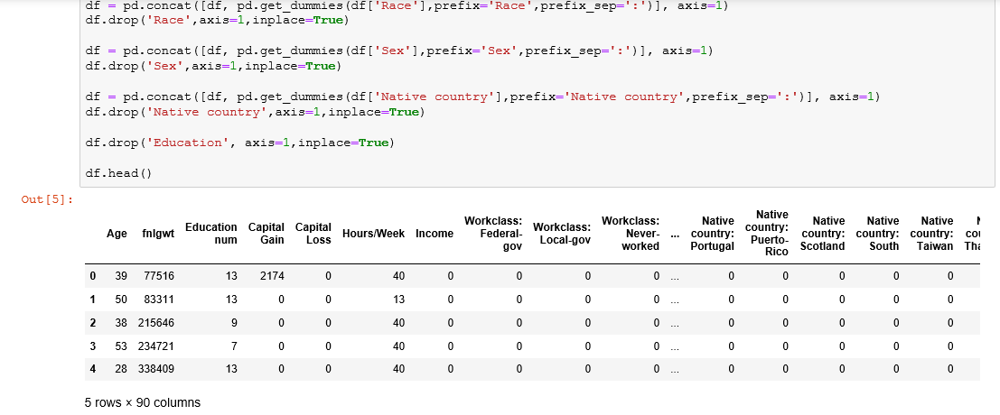 df = pd.concat([df, pd.get_dummies(df['Race'],prefix='Race',prefix_sep=':')], axis=1)
df.drop('Race',axis=1,inplace=True)
df = pd.concat([df, pd.get_dummies(df['Sex'],prefix='Sex',prefix_sep=':')], axis=1)
df.drop('Sex',axis=1,inplace=True)
df = pd.concat([df, pd.get_dummies(df['Native country'],prefix='Native country',prefix_sep=':')], axis=1)
df.drop('Native country',axis=1,inplace=True)
df.drop('Education', axis=1,inplace=True)
df.head()
Out[5]:
Age fnlgwt Education num Capital Gain Capital Loss Hours/Week Income Workclass: Federal-gov Workclass: Local-gov Workclass: Never-worked ... Native country: Portugal Native country: Puerto-Rico Native country: Scotland Native country: South Native country: Taiwan
0 39 77516 13 2174 0 40 0 0 0 0 ... 0 0 0 0 0
1 50 83311 13 0 0 13 0 0 0 0 ... 0 0 0 0 0
2 38 215646 9 0 0 40 0 0 0 0 ... 0 0 0 0 0
3 53 234721 7 0 0 40 0 0 0 0 ... 0 0 0 0 0
4 28 338409 13 0 0 40 0 0 0 0 ... 0 0 0 0 0
5 rows × 90 columns